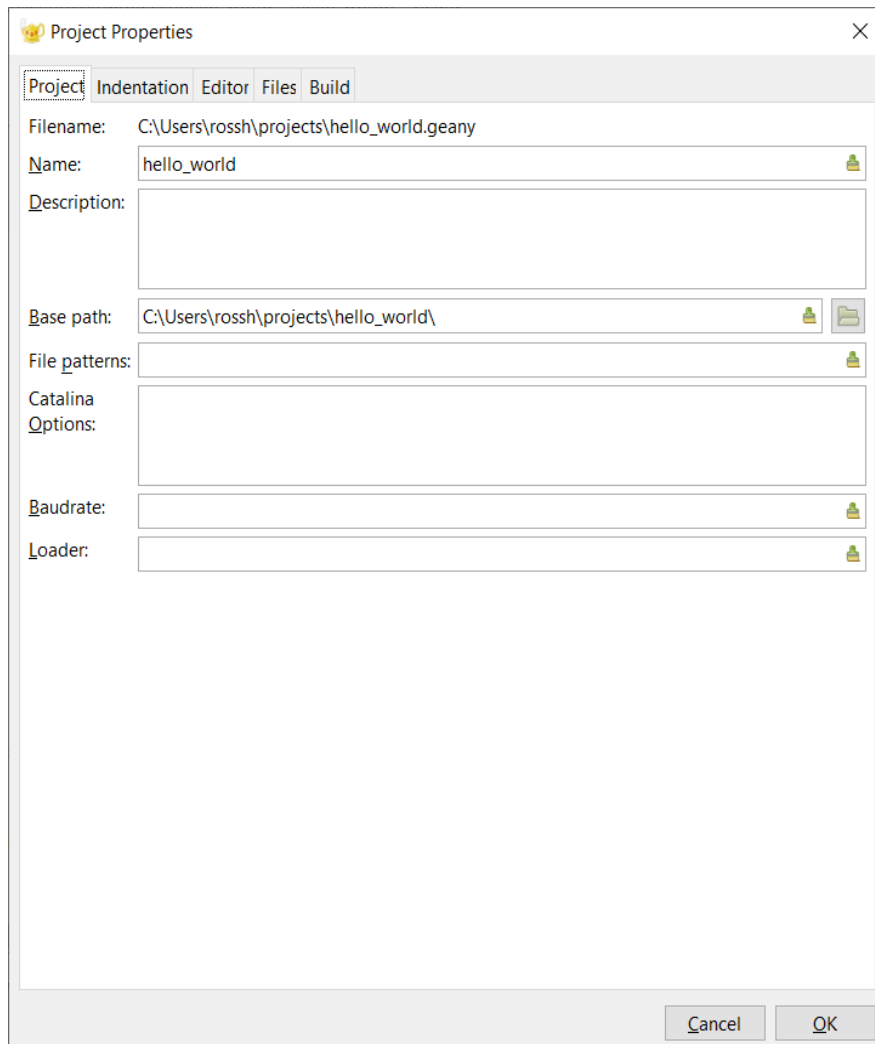 Project Properties
Project Indentation Editor Files Build
Filename: C:\Users\rossh\projects\hello_world.geany
Name: hello_world
Description:
Base path: C:\Users\rossh\projects\hello_world\
File patterns:
Catalina
Options:
Baudrate:
Loader:
Cancel OK